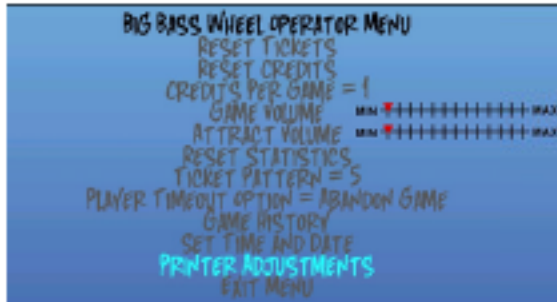 BIG BASS WHEEL OPERATOR MENU
RESET TICKETS
RESET CREDITS
CREDITS PER GAME = 1
GAME VOLUME MIN MAX
ATTRACT VOLUME MIN MAX
RESET STATISTICS
TICKET PATTERN = 5
PLAYER TIMEOUT OPTION = ABANDON GAME
GAME HISTORY
SET TIME AND DATE
PRINTER ADJUSTMENTS
EXIT MENU